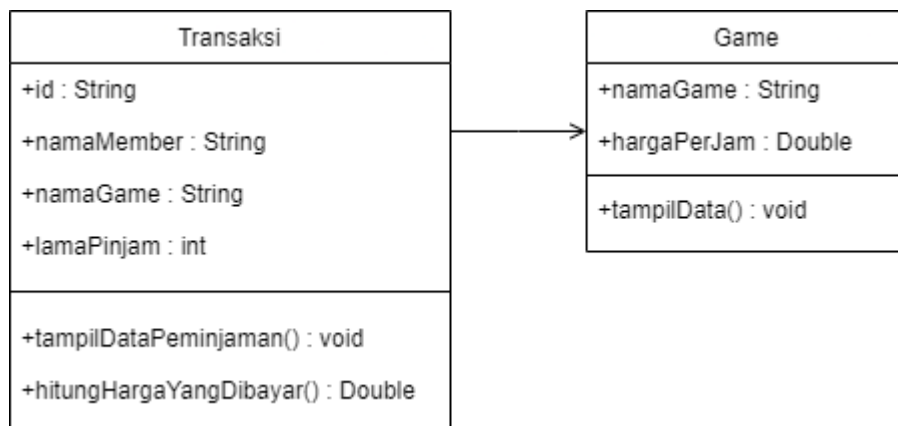 Transaksi
+id : String
+namaMember : String
+namaGame : String
+lamaPinjam : int
+tampilDataPeminjaman() : void
+hitungHargaYangDibayar() : Double
Game
+namaGame : String
+hargaPerJam : Double
+tampilData() : void